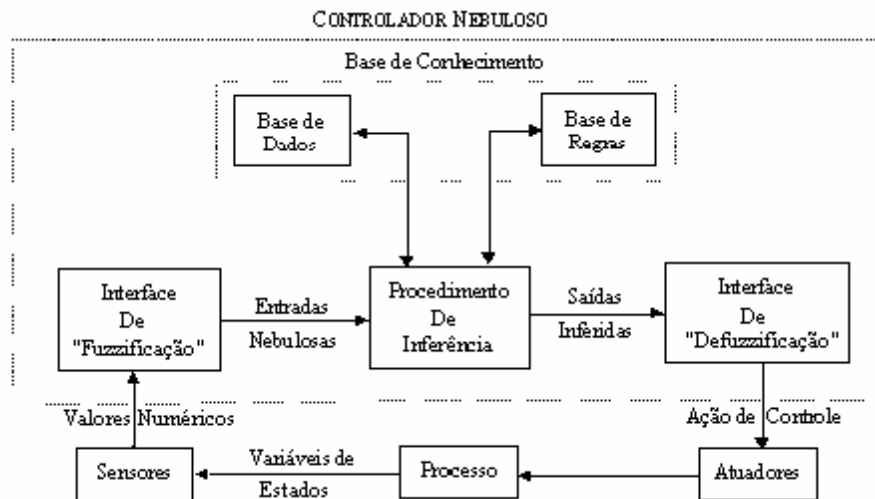 CONTROLADOR NEBULOSO
Base de Conhecimento
Base de
Dados
Base de
Regras
Interface
De
"Fuzzificação"
Entradas
Nebulosas
Procedimento
De
Inferência
Saídas
Inferidas
Interface
De
"Defuzzificação"
Valores Numéricos
Ação de Controle
Sensores
Variáveis de
Estados
Processo
Atuadores